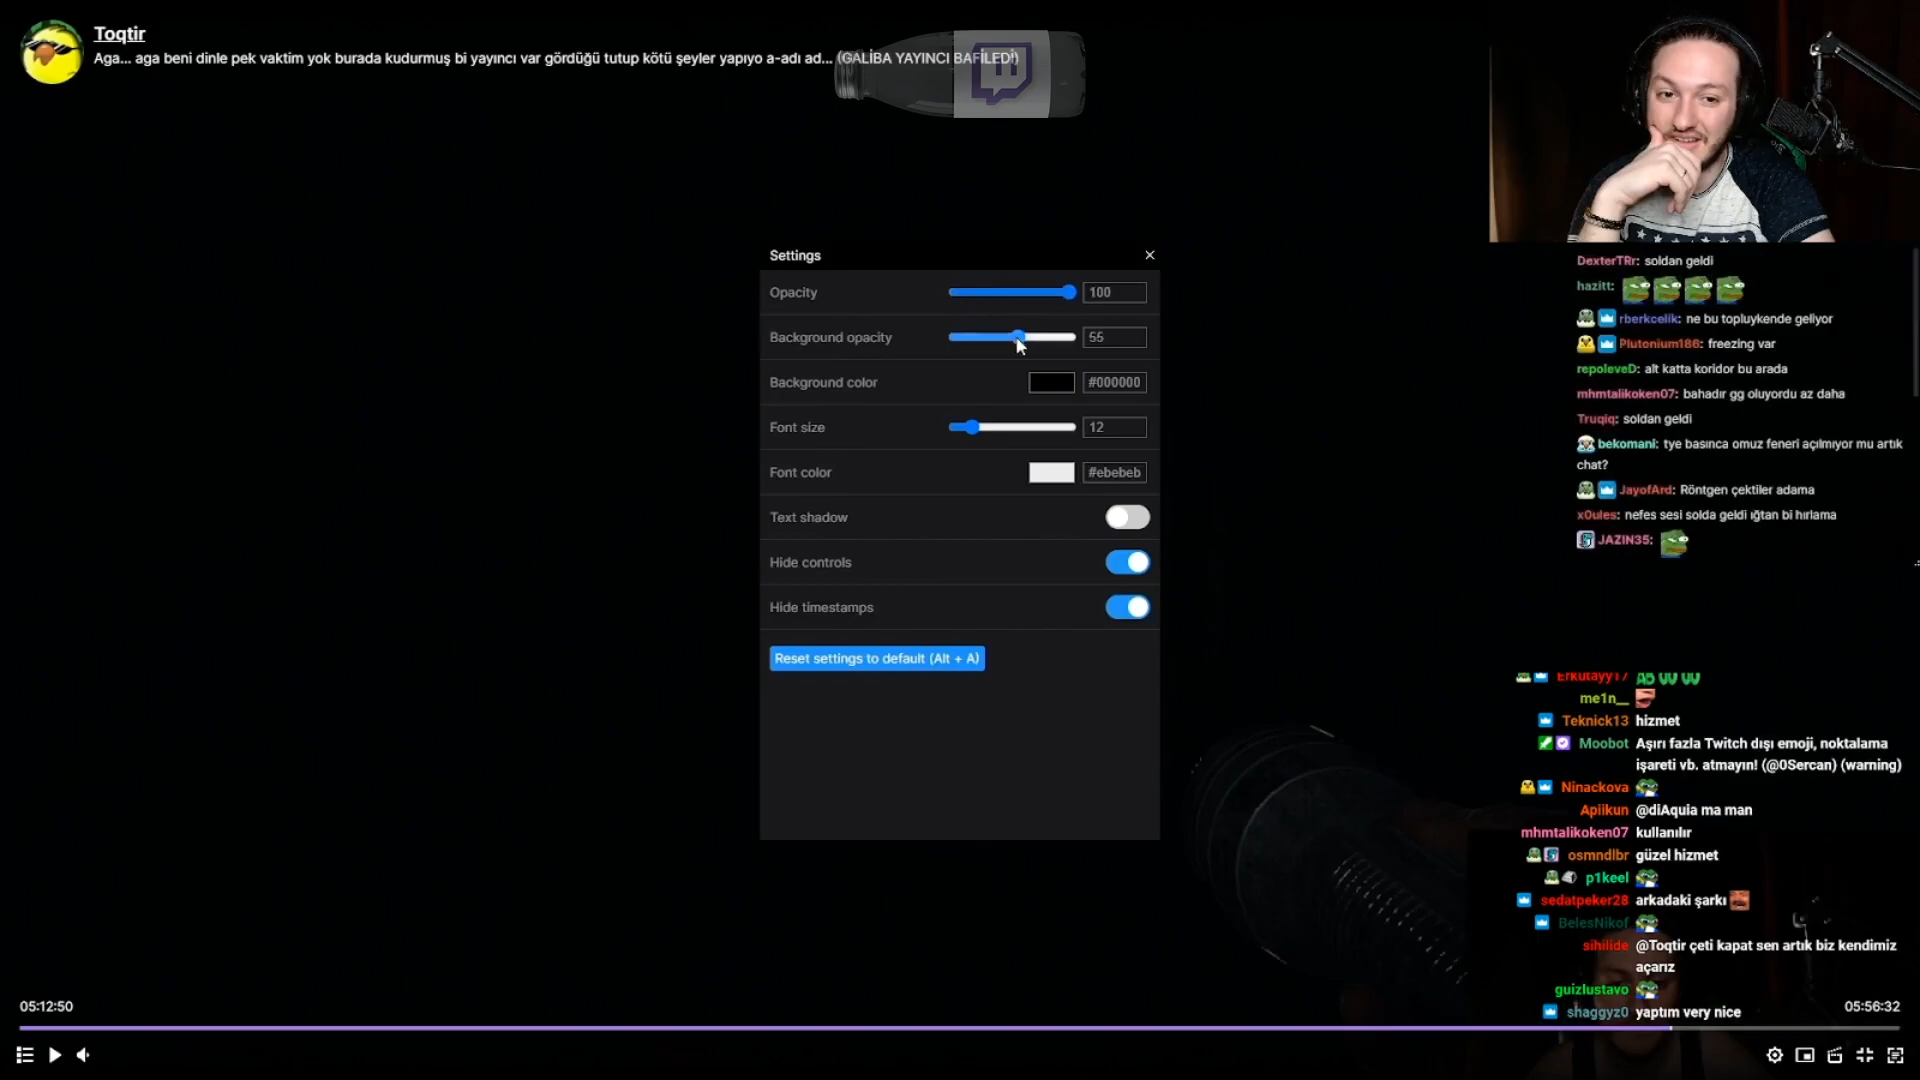 Toqtir
Aga... aga beni dinle pek vaktim yok burada kudurmuş bi yayıncı var gördüğü tutup kötü şeyler yapıyo a-adı ad... (GALİBA YAYINCI BAFİLEDİ!)
Settings
Opacity 100
Background opacity 55
Background color #000000
Font size 12
Font color #ebebeb
Text shadow
Hide controls
Hide timestamps
Reset settings to default (Alt + A)
DexterTRr: soldan geldi
hazitt:
rberkcelik: ne bu topluykende geliyor
Plutonium186: freezing var
repoleveD: alt katta koridor bu arada
mhmtalikoken07: bahadır gg oluyordu az daha
Truqiq: soldan geldi
bekomani: tye basınca omuz feneri açılmıyor mu artık
chat?
JayofArd: Röntgen çektiler adama
x0ules: nefes sesi solda geldi ığtan bi hırlama
JAZIN35:
Erkutayy17
me1n__
Teknick13 hizmet
Moobot Aşırı fazla Twitch dışı emoji, noktalama
işareti vb. atmayın! (@0Sercan) (warning)
Ninackova
Apiikun @diAquia ma man
mhmtalikoken07 kullanılır
osmndlbr güzel hizmet
p1keel
sedatpeker28 arkadaki şarkı
BelesNikof
sihilide @Toqtir çeti kapat sen artık biz kendimiz
açarız
guizlustavo
shaggyz0 yaptım very nice
05:12:50
05:56:32